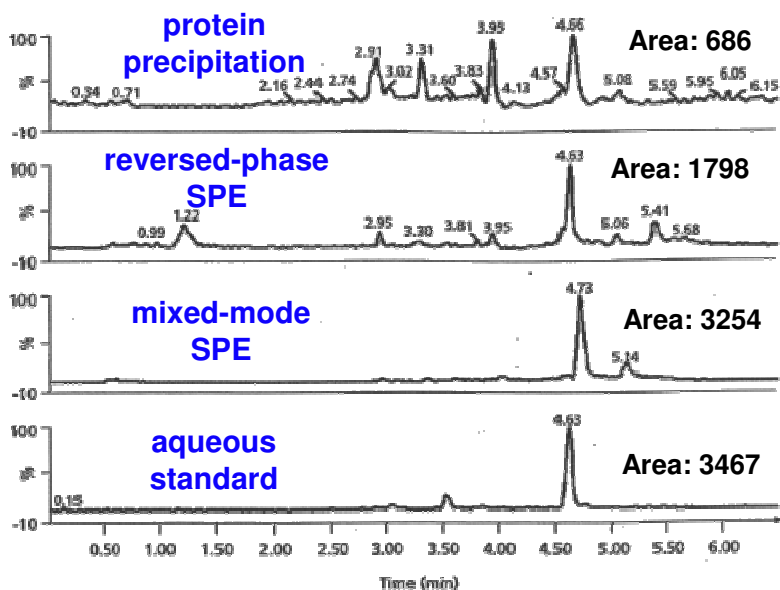 protein
precipitation
Area: 686
100
%
-10
0.34 0.71 2.16 2.44 2.74 2.91 3.02 3.31 3.60 3.83 3.95 4.13 4.57 4.66 5.08 5.59 5.95 6.05 6.15
reversed-phase
SPE
Area: 1798
100
%
-10
0.99 1.22 2.95 3.30 3.81 3.95 4.63 5.06 5.41 5.68
mixed-mode
SPE
Area: 3254
100
%
-10
4.73 5.14
aqueous
standard
Area: 3467
100
%
-10
0.15 4.63
0.50 1.00 1.50 2.00 2.50 3.00 3.50 4.00 4.50 5.00 5.50 6.00
Time (min)